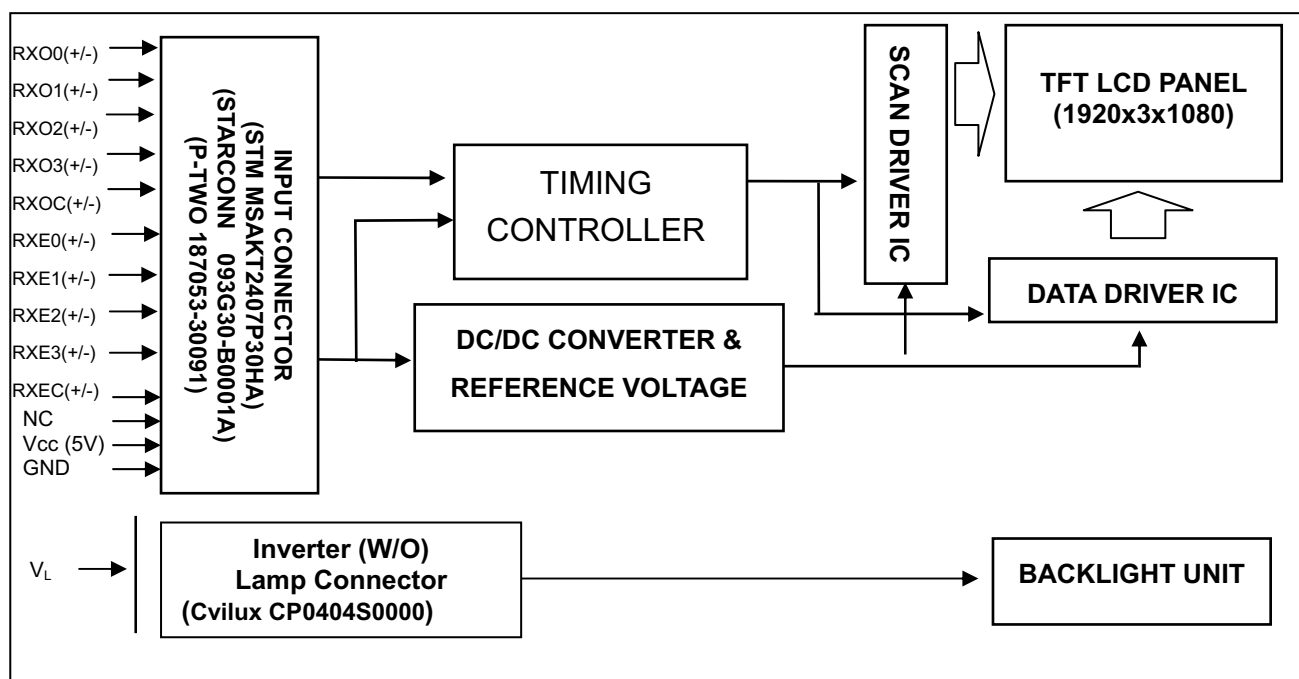 RXO0(+/-)
RXO1(+/-)
RXO2(+/-)
RXO3(+/-)
RXOC(+/-)
RXE0(+/-)
RXE1(+/-)
RXE2(+/-)
RXE3(+/-)
RXEC(+/-)
NC
Vcc (5V)
GND
INPUT CONNECTOR
(STM MSAKT2407P30HA)
(STARCONN 093G30-B0001A)
(P-TWO 187053-30091)
TIMING
CONTROLLER
DC/DC CONVERTER &
REFERENCE VOLTAGE
SCAN DRIVER IC
TFT LCD PANEL
(1920x3x1080)
DATA DRIVER IC
VL
Inverter (W/O)
Lamp Connector
(Cvilux CP0404S0000)
BACKLIGHT UNIT